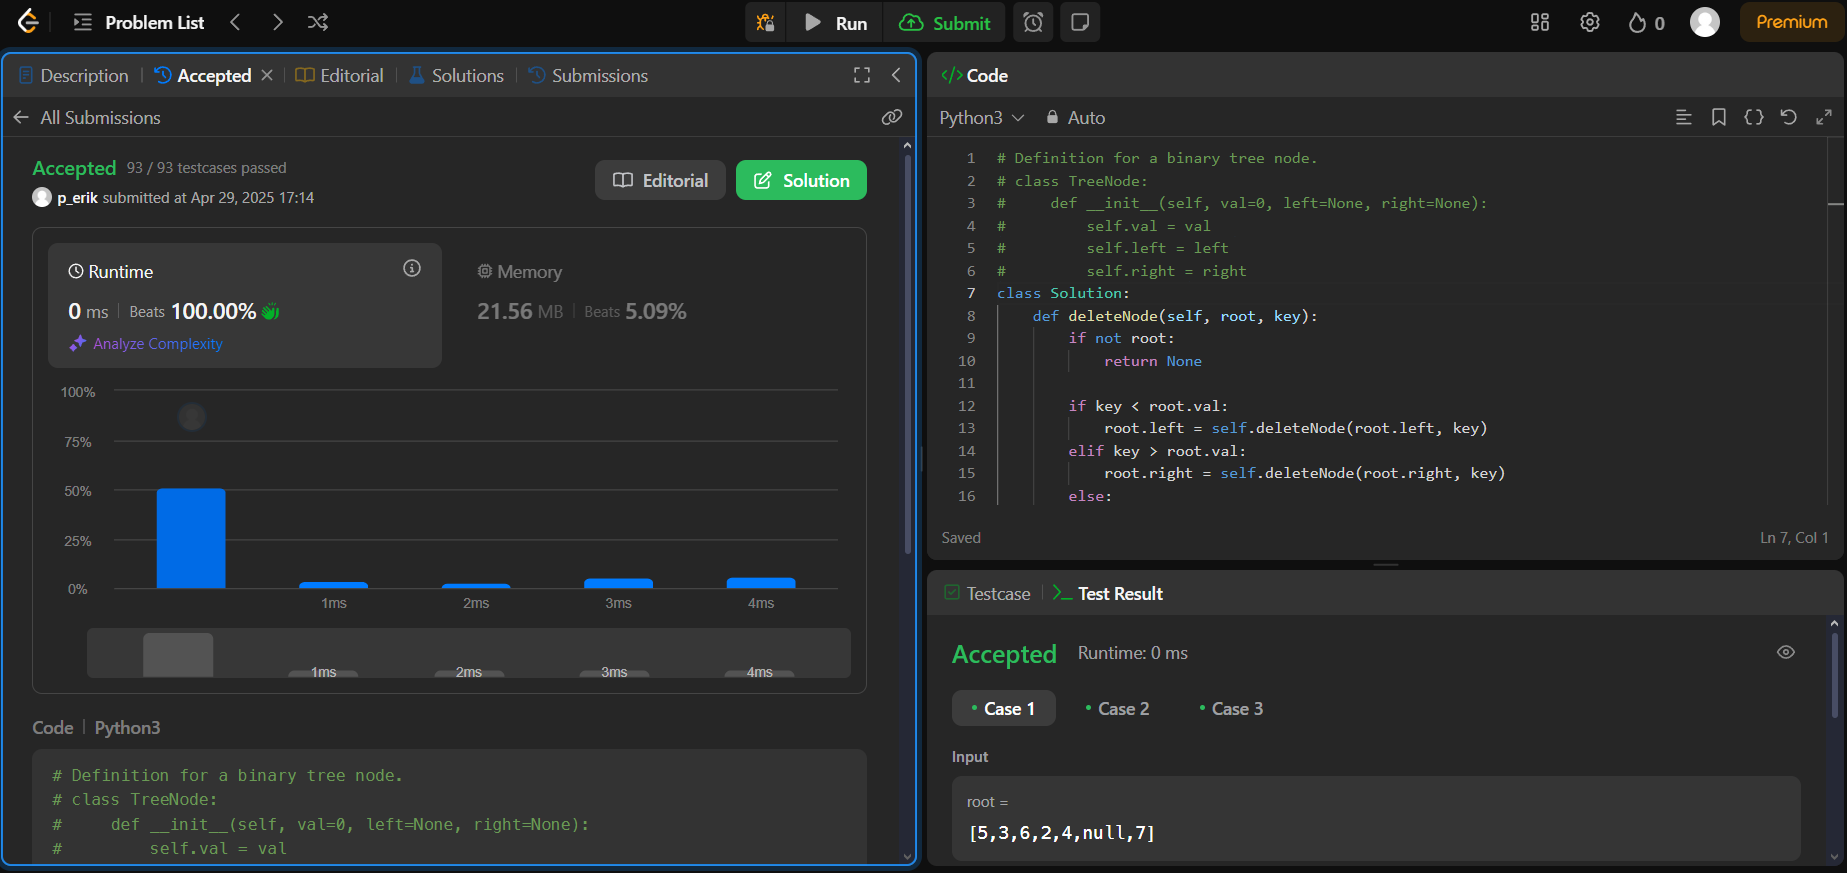 Problem List
Run
Submit
0
Premium
Description
Accepted
Editorial
Solutions
Submissions
All Submissions
Accepted 93 / 93 testcases passed
p_erik submitted at Apr 29, 2025 17:14
Editorial
Solution
Runtime
0 ms Beats 100.00%
Analyze Complexity
Memory
21.56 MB Beats 5.09%
100%
75%
50%
25%
0%
1ms 2ms 3ms 4ms
1ms 2ms 3ms 4ms
Code | Python3
# Definition for a binary tree node.
# class TreeNode:
#     def __init__(self, val=0, left=None, right=None):
#         self.val = val
</> Code
Python3
Auto
1 # Definition for a binary tree node.
2 # class TreeNode:
3 #     def __init__(self, val=0, left=None, right=None):
4 #         self.val = val
5 #         self.left = left
6 #         self.right = right
7 class Solution:
8     def deleteNode(self, root, key):
9         if not root:
10             return None
11
12         if key < root.val:
13             root.left = self.deleteNode(root.left, key)
14         elif key > root.val:
15             root.right = self.deleteNode(root.right, key)
16         else:
Saved
Ln 7, Col 1
Testcase
Test Result
Accepted Runtime: 0 ms
Case 1
Case 2
Case 3
Input
root =
[5,3,6,2,4,null,7]